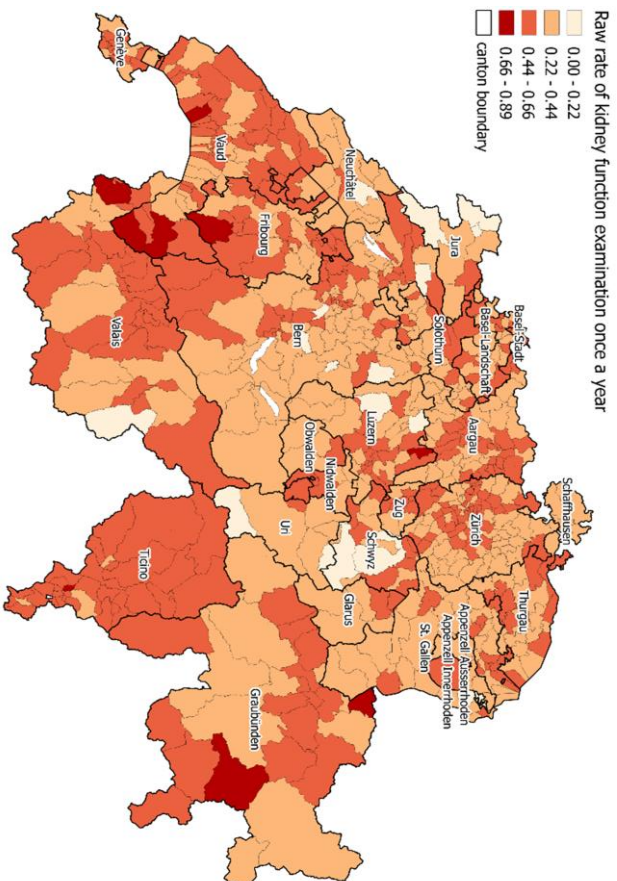 Raw rate of kidney function examination once a year
0.00 - 0.22
0.22 - 0.44
0.44 - 0.66
0.66 - 0.89
canton boundary
Schaffhausen
Basel-Stadt
Basel-Landschaft
Thurgau
Aargau
Zürich
Jura
Solothurn
Appenzell Ausserrhoden
Appenzell Innerrhoden
St. Gallen
Luzern
Zug
Schwyz
Neuchâtel
Nidwalden
Obwalden
Glarus
Bern
Uri
Fribourg
Graubünden
Vaud
Ticino
Valais
Genève